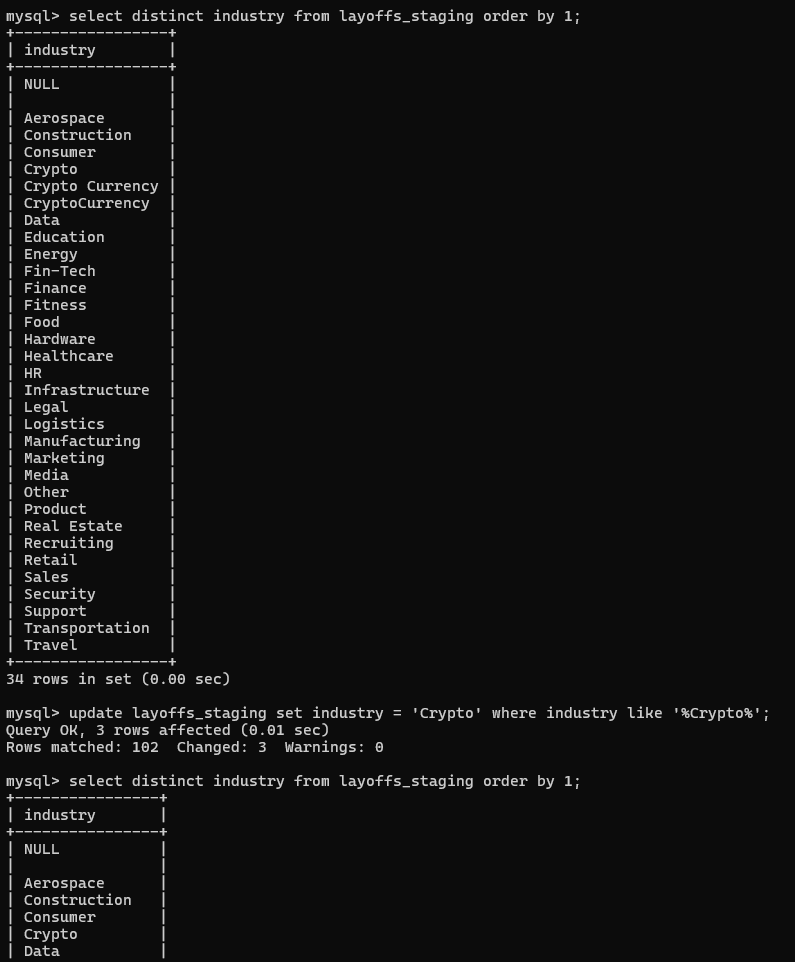 mysql> select distinct industry from layoffs_staging order by 1;
+-----------------+
| industry        |
+-----------------+
| NULL            |
|                 |
| Aerospace       |
| Construction    |
| Consumer        |
| Crypto          |
| Crypto Currency |
| CryptoCurrency  |
| Data            |
| Education       |
| Energy          |
| Fin-Tech        |
| Finance         |
| Fitness         |
| Food            |
| Hardware        |
| Healthcare      |
| HR              |
| Infrastructure  |
| Legal           |
| Logistics       |
| Manufacturing   |
| Marketing       |
| Media           |
| Other           |
| Product         |
| Real Estate     |
| Recruiting      |
| Retail          |
| Sales           |
| Security        |
| Support         |
| Transportation  |
| Travel          |
+-----------------+
34 rows in set (0.00 sec)

mysql> update layoffs_staging set industry = 'Crypto' where industry like '%Crypto%';
Query OK, 3 rows affected (0.01 sec)
Rows matched: 102  Changed: 3  Warnings: 0

mysql> select distinct industry from layoffs_staging order by 1;
+----------------+
| industry       |
+----------------+
| NULL           |
|                |
| Aerospace      |
| Construction   |
| Consumer       |
| Crypto         |
| Data           |